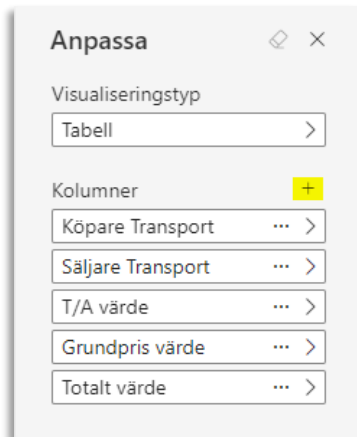 Anpassa
Visualiseringstyp
Tabell
Kolumner
Köpare Transport
Säljare Transport
T/A värde
Grundpris värde
Totalt värde